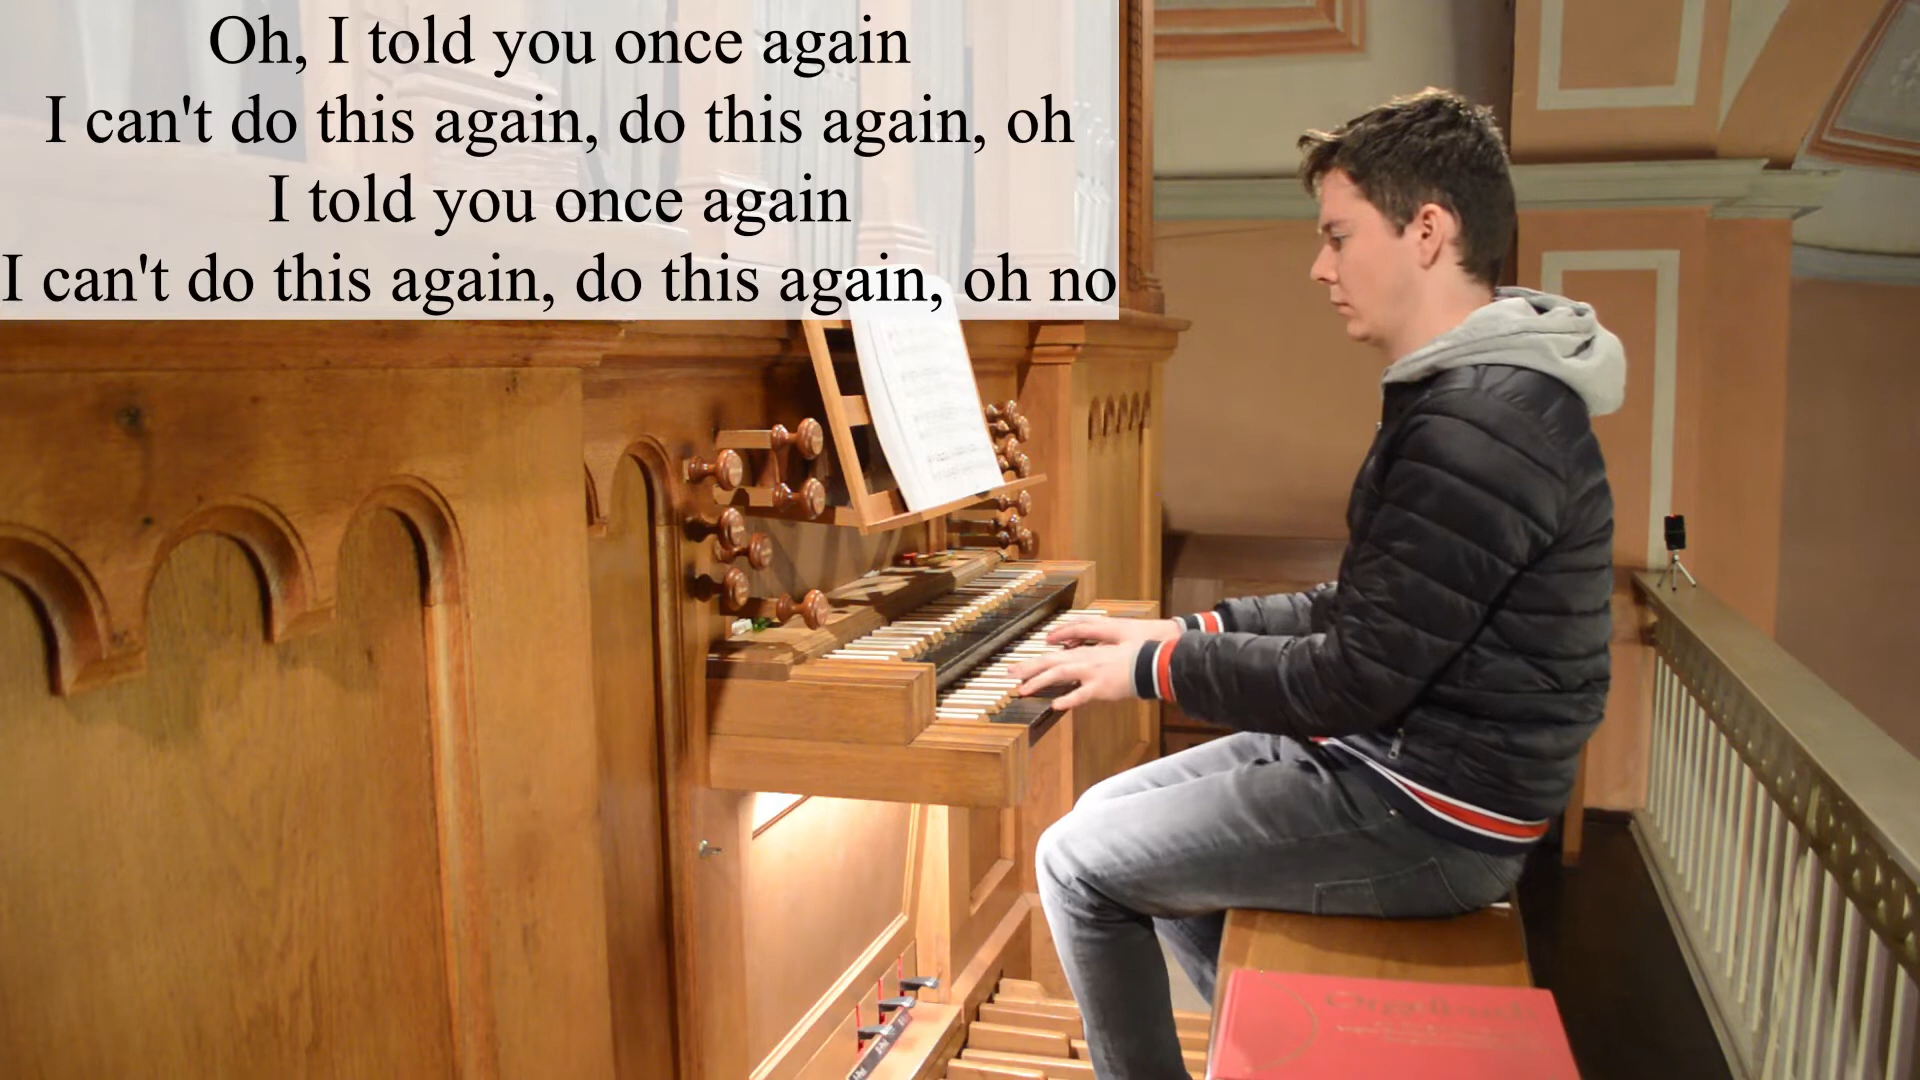 Oh, I told you once again
I can't do this again, do this again, oh
I told you once again
I can't do this again, do this again, oh no